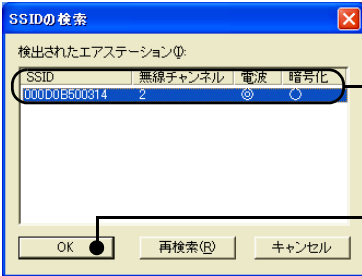 SSIDの検索
検出されたエアステーション(I):
SSID 無線チャンネル 電波 暗号化
000D0B500314 2 ◎ ○
OK 再検索(R) キャンセル